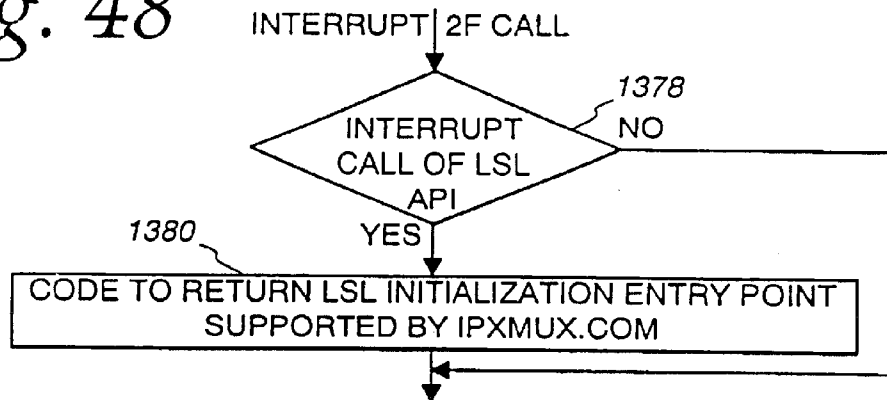 g. 48
INTERRUPT 2F CALL
1378
INTERRUPT
CALL OF LSL
API
NO
YES
1380
CODE TO RETURN LSL INITIALIZATION ENTRY POINT
SUPPORTED BY IPXMUX.COM